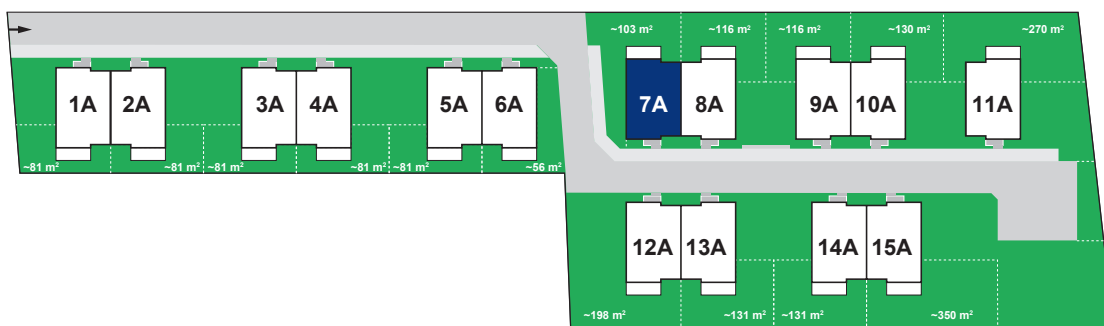 ~103 m² ~116 m² ~116 m² ~130 m² ~270 m²
1A 2A 3A 4A 5A 6A 7A 8A 9A 10A 11A
~81 m² ~81 m² ~81 m² ~81 m² ~81 m² ~56 m²
12A 13A 14A 15A
~198 m² ~131 m² ~131 m² ~350 m²